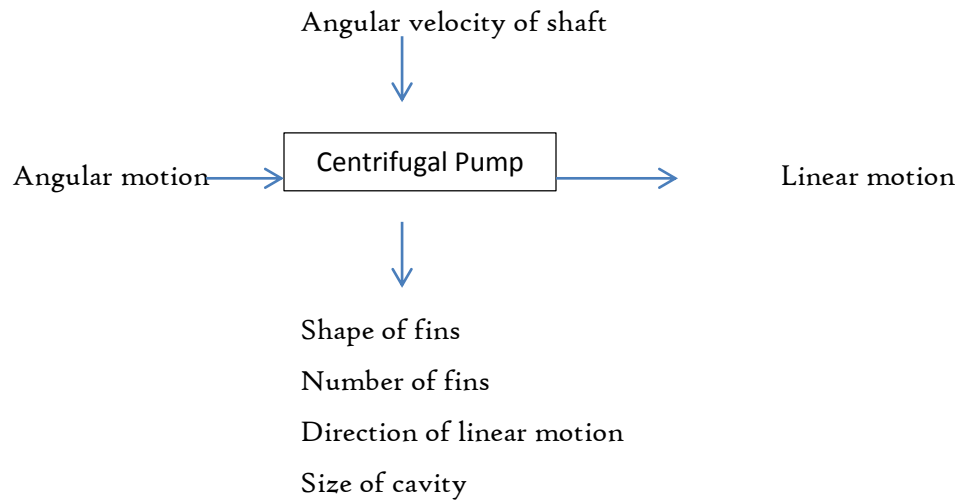 Angular velocity of shaft
Centrifugal Pump
Angular motion
Linear motion
Shape of fins
Number of fins
Direction of linear motion
Size of cavity